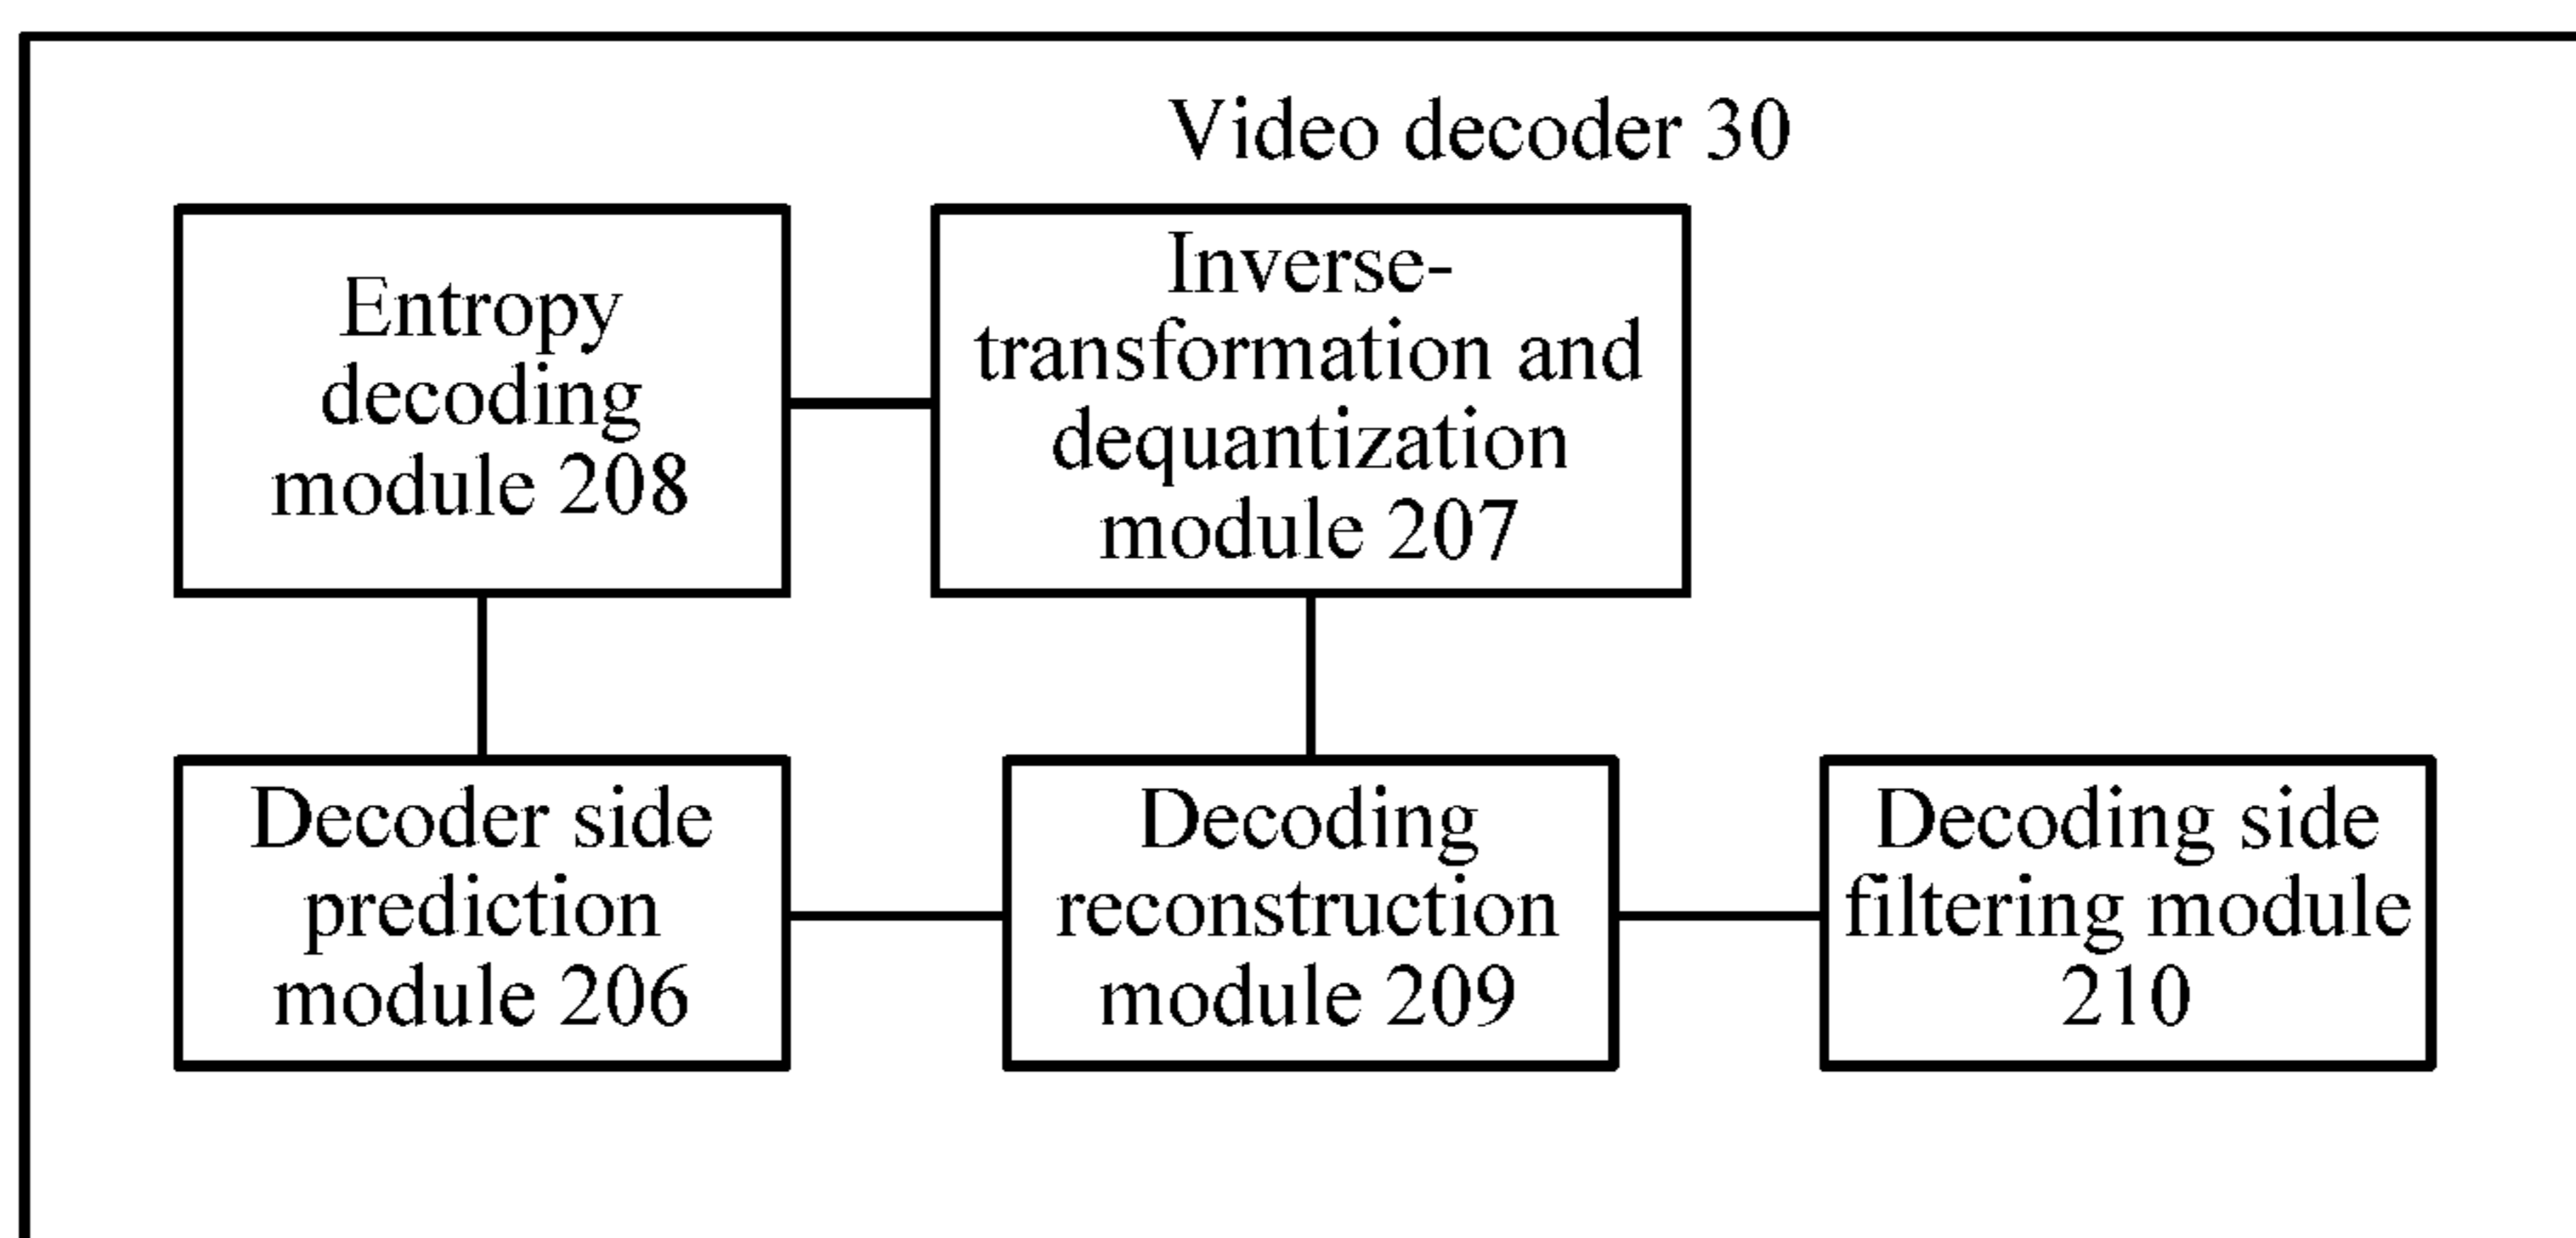 Video decoder 30
Entropy
decoding
module 208
Inverse-
transformation and
dequantization
module 207
Decoder side
prediction
module 206
Decoding
reconstruction
module 209
Decoding side
filtering module
210